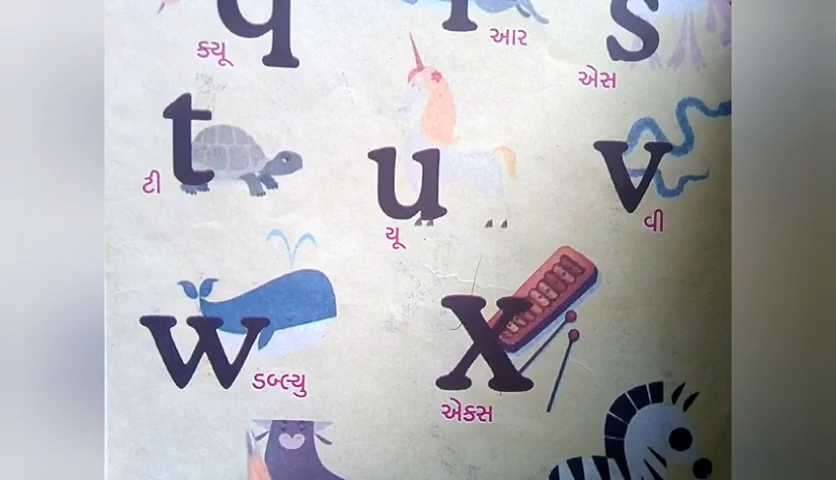 q r s
ક્યૂ આર એસ
t u v
ટી યૂ વી
w x
ડબ્લ્યુ એક્સ